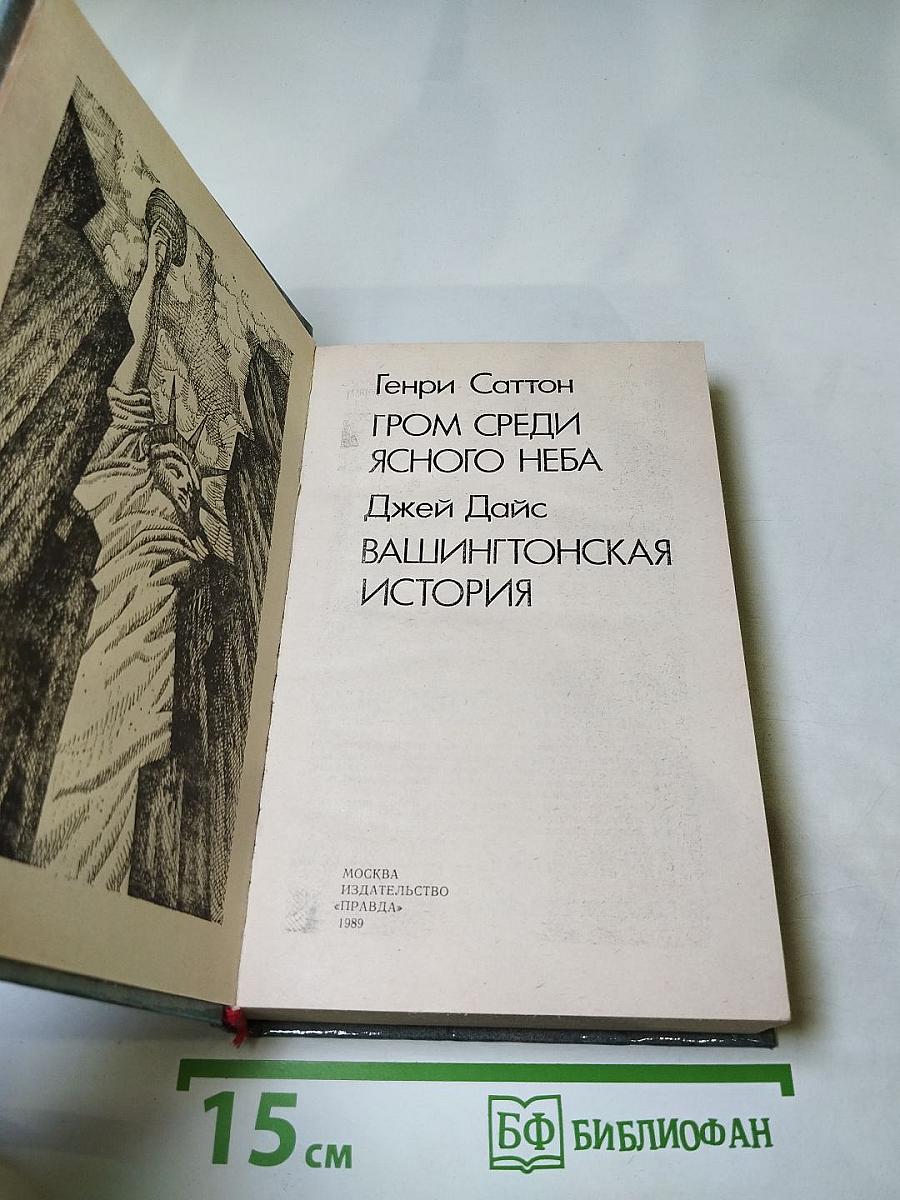 Генри Саттон
ГРОМ СРЕДИ
ЯСНОГО НЕБА
Джей Дайс
ВАШИНГТОНСКАЯ
ИСТОРИЯ
МОСКВА
ИЗДАТЕЛЬСТВО
«ПРАВДА»
1989
15 см
БФ БИБЛИОФАН